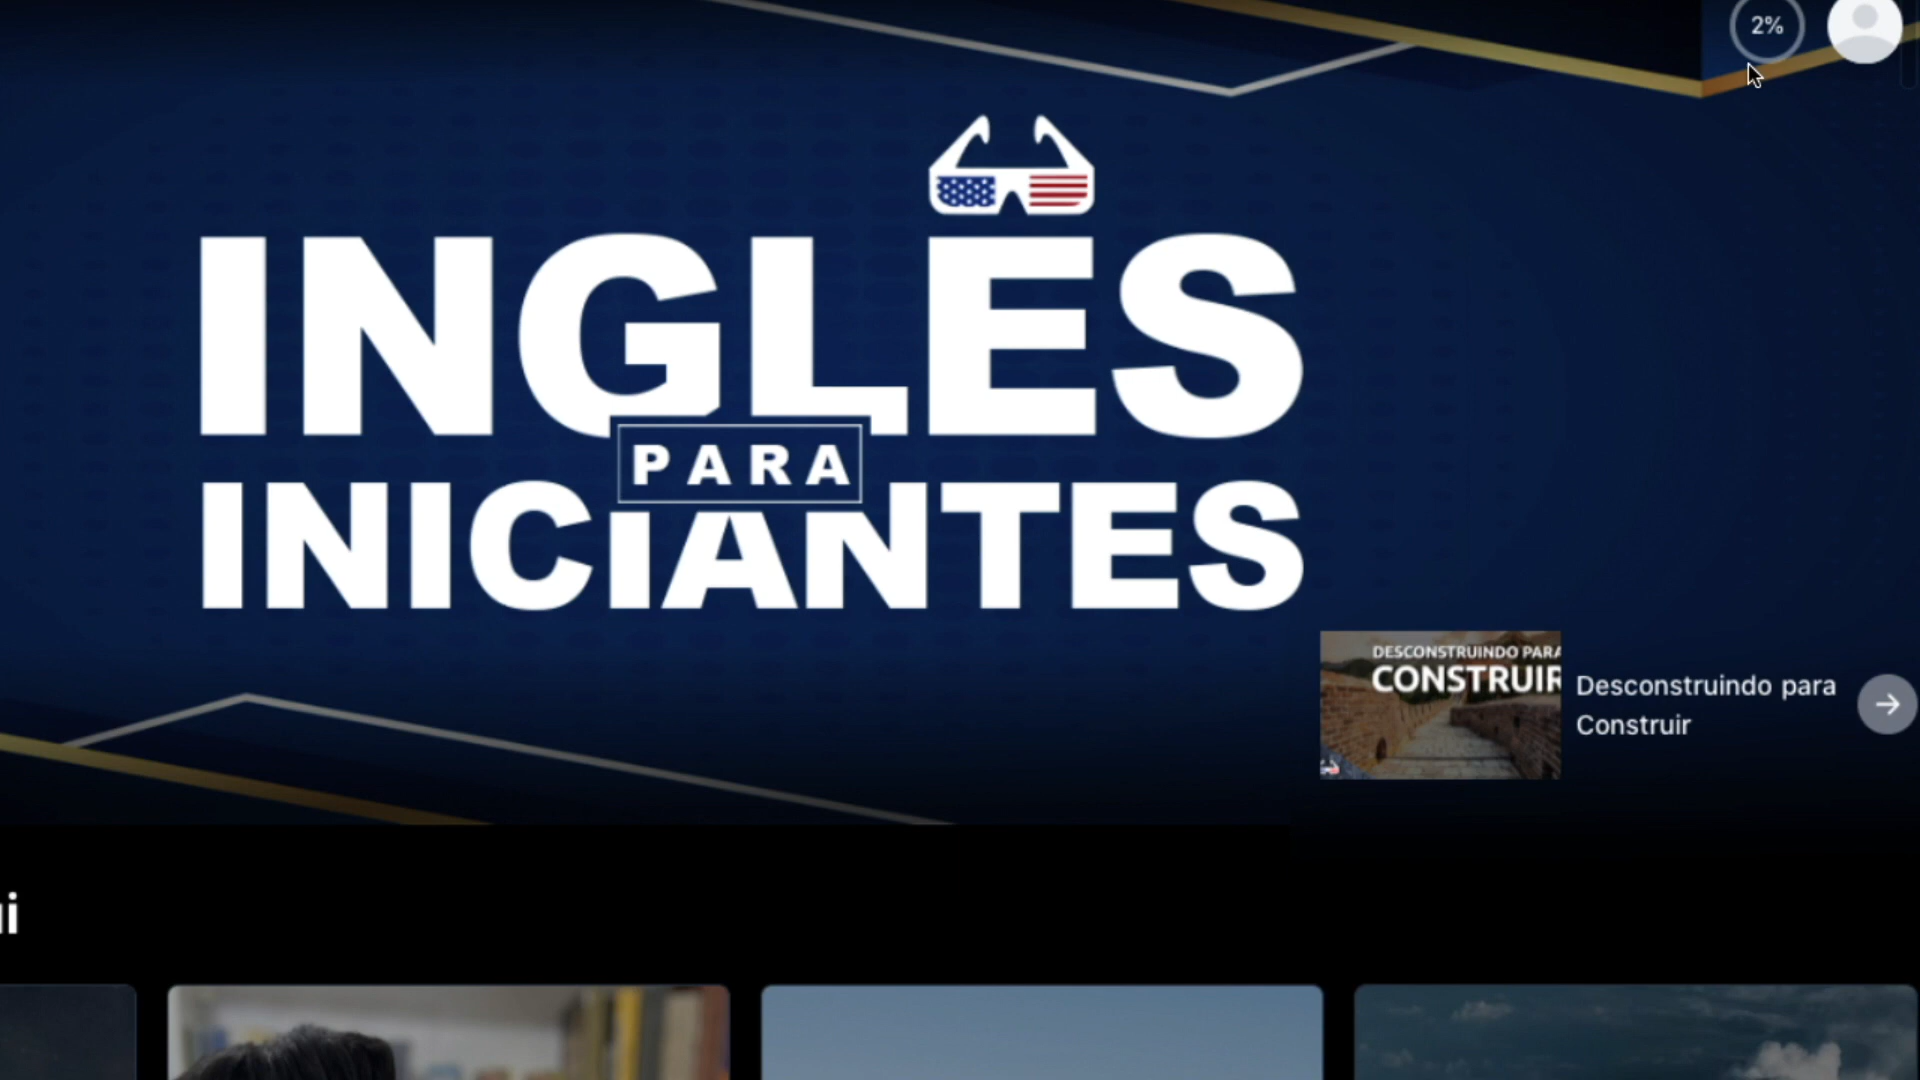 2%
INGLÊS
PARA
INICIANTES
DESCONSTRUINDO PARA
CONSTRUIR
Desconstruindo para
Construir